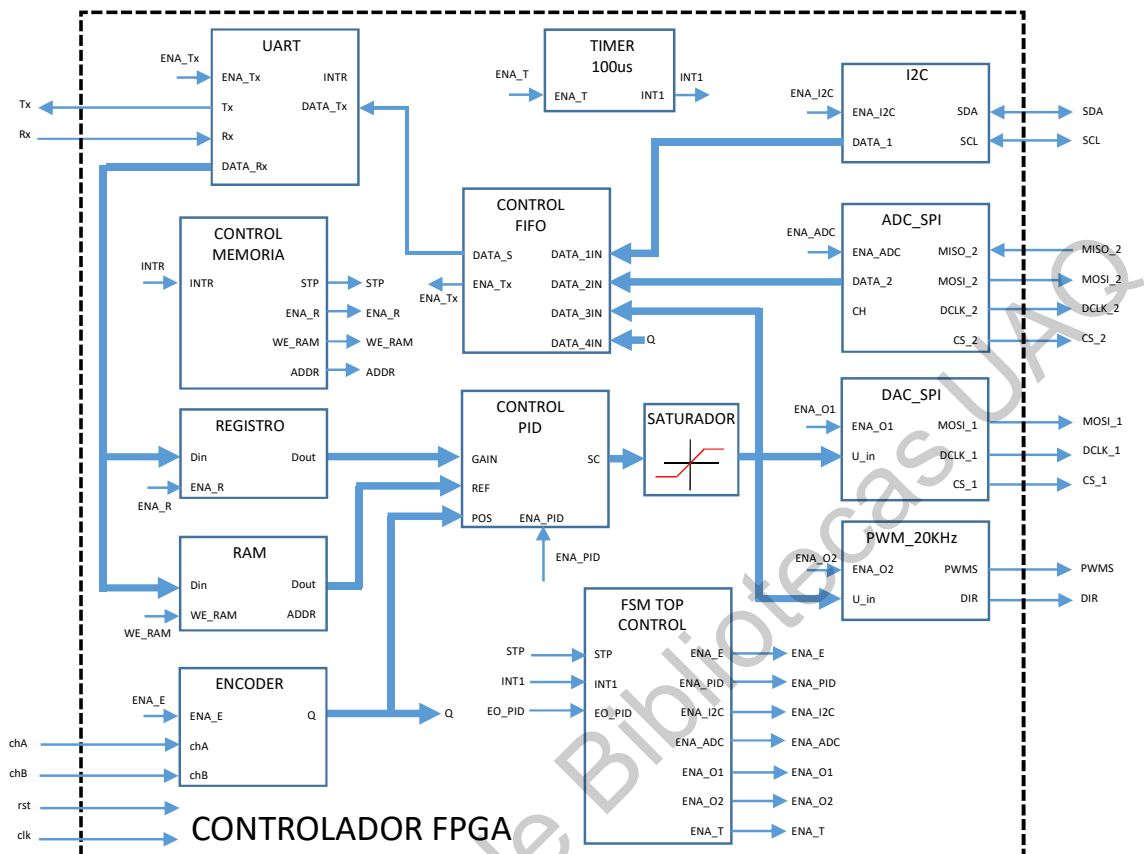 UART
ENA_Tx
ENA_Tx
INTR
Tx
Tx
DATA_Tx
Rx
Rx
DATA_Rx
TIMER
100us
ENA_T
ENA_T
INT1
INT1
I2C
ENA_I2C
ENA_I2C
SDA
SDA
DATA_1
SCL
SCL
CONTROL
FIFO
DATA_S
DATA_1IN
ENA_Tx
ENA_Tx
DATA_2IN
DATA_3IN
DATA_4IN
Q
ADC_SPI
ENA_ADC
ENA_ADC
MISO_2
MISO_2
DATA_2
MOSI_2
MOSI_2
CH
DCLK_2
DCLK_2
CS_2
CS_2
CONTROL
MEMORIA
INTR
INTR
STP
STP
ENA_R
ENA_R
WE_RAM
WE_RAM
ADDR
ADDR
REGISTRO
Din
Dout
ENA_R
ENA_R
CONTROL
PID
GAIN
SC
REF
POS
ENA_PID
ENA_PID
SATURADOR
DAC_SPI
ENA_O1
ENA_O1
MOSI_1
MOSI_1
U_in
DCLK_1
DCLK_1
CS_1
CS_1
RAM
Din
Dout
WE_RAM
ADDR
WE_RAM
PWM_20KHz
ENA_O2
ENA_O2
PWMS
PWMS
U_in
DIR
DIR
FSM TOP
CONTROL
STP
STP
ENA_E
ENA_E
INT1
INT1
ENA_PID
ENA_PID
EO_PID
EO_PID
ENA_I2C
ENA_I2C
ENA_ADC
ENA_ADC
ENA_O1
ENA_O1
ENA_O2
ENA_O2
ENA_T
ENA_T
ENCODER
ENA_E
ENA_E
Q
Q
chA
chA
chB
chB
rst
clk
CONTROLADOR FPGA
de Bibliotecas UAQ